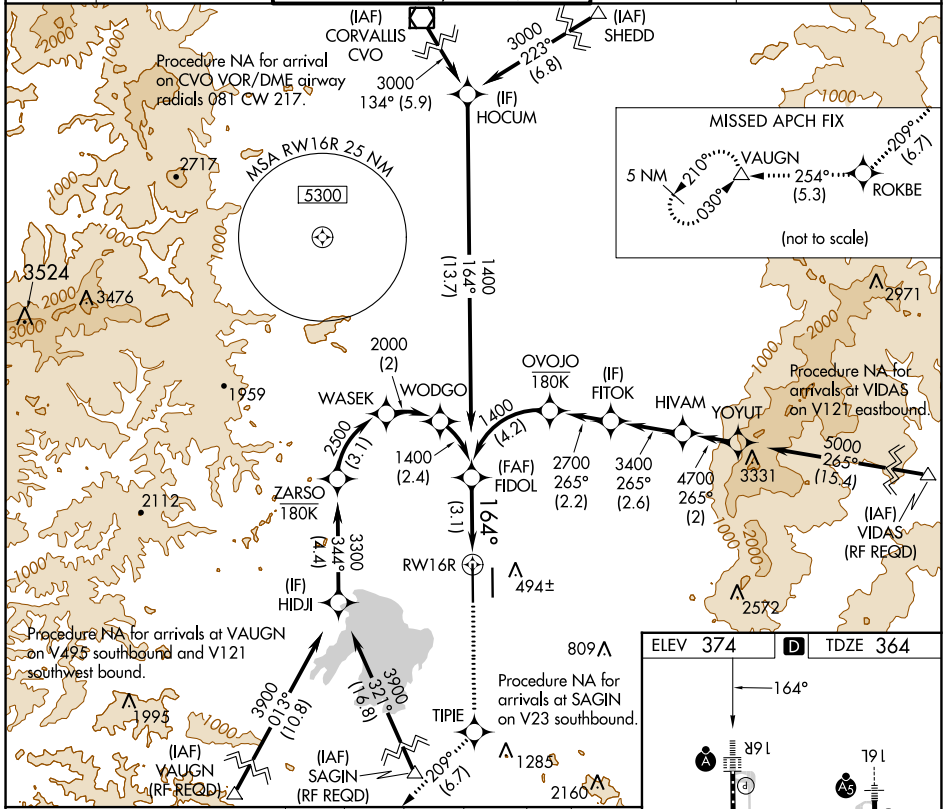 (IAF)
CORVALLIS
CVO
(IAF)
SHEDD
3000
223°
(6.8)
3000
134° (5.9)
(IF)
HOCUM
Procedure NA for arrival
on CVO VOR/DME airway
radials 081 CW 217.
2000
1000
1000
2717
MSA RW16R 25 NM
5300
MISSED APCH FIX
VAUGN
210°
030°
5 NM
254°
(5.3)
209°
(6.7)
ROKBE
(not to scale)
1000
1400
164°
(13.7)
3524
2000
3476
3000
1000
2971
2000
1000
1959
2000
(2)
WASEK
WODGO
OVOJO
180K
(IF)
FITOK
HIVAM
YOYUT
Procedure NA for
arrivals at VIDAS
on V121 eastbound.
2500
(3.1)
1400
(2.4)
1400
(4.2)
2700
265°
(2.2)
3400
265°
(2.6)
4700
265°
(2)
5000
265°
(15.4)
3331
(IAF)
VIDAS
(RF REQD)
ZARSO
180K
(FAF)
FIDOL
2112
1000
3300
344°
(4.4)
164°
(3.1)
RW16R
494±
1000
2000
2572
(IF)
HIDJI
Procedure NA for arrivals at VAUGN
on V495 southbound and V121
southwest bound.
809
Procedure NA for
arrivals at SAGIN
on V23 southbound.
3900
013°
(10.8)
3900
321°
(16.8)
1995
(IAF)
VAUGN
(RF REQD)
(IAF)
SAGIN
(RF REQD)
TIPIE
209°
(6.7)
1285
2160
ELEV 374
D
TDZE 364
164°
16R
16L
A
P
A5